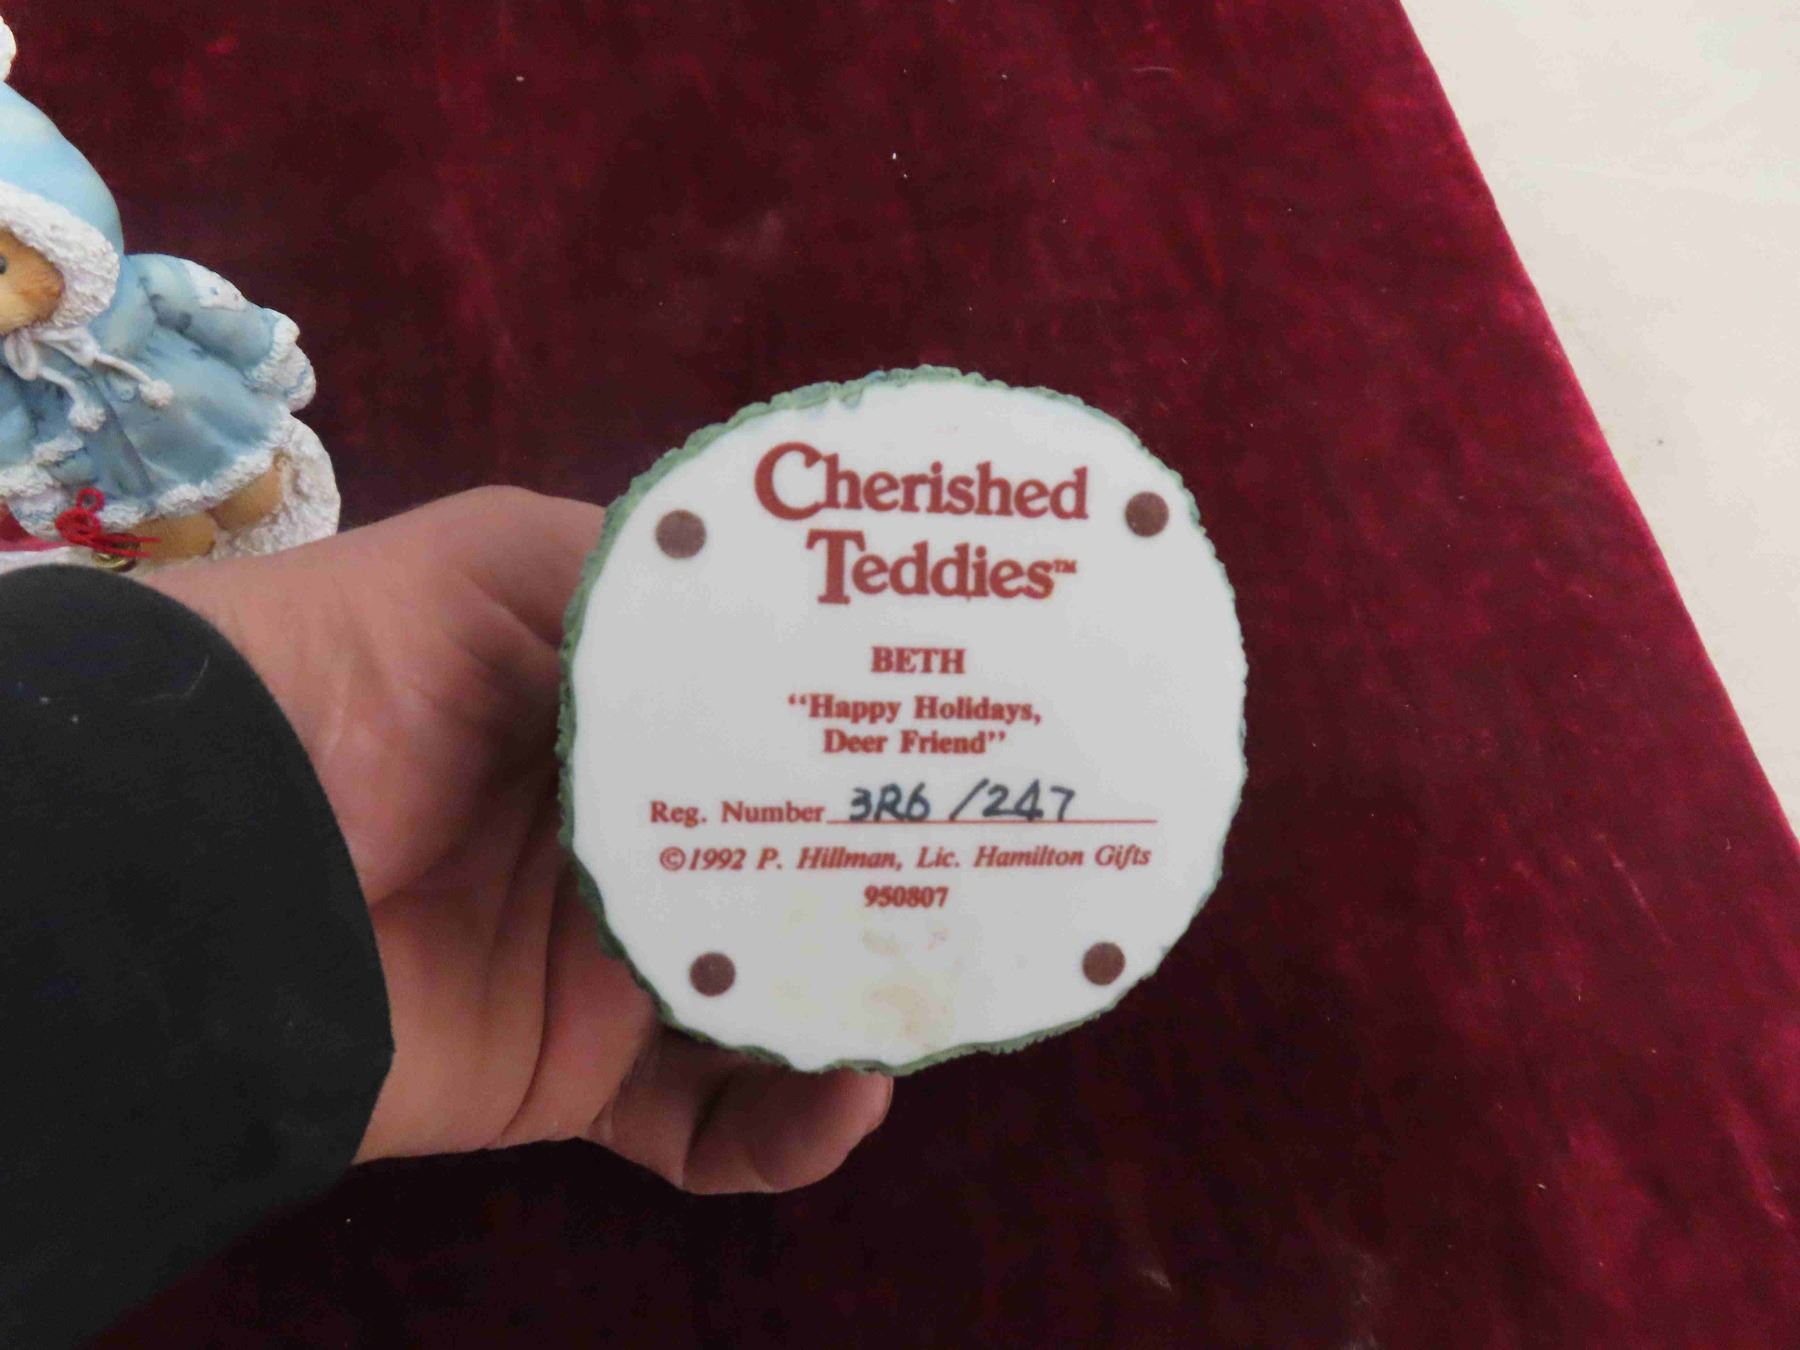 Cherished
Teddies™
BETH
“Happy Holidays,
Deer Friend”
Reg. Number 3R6 /247
©1992 P. Hillman, Lic. Hamilton Gifts
950807